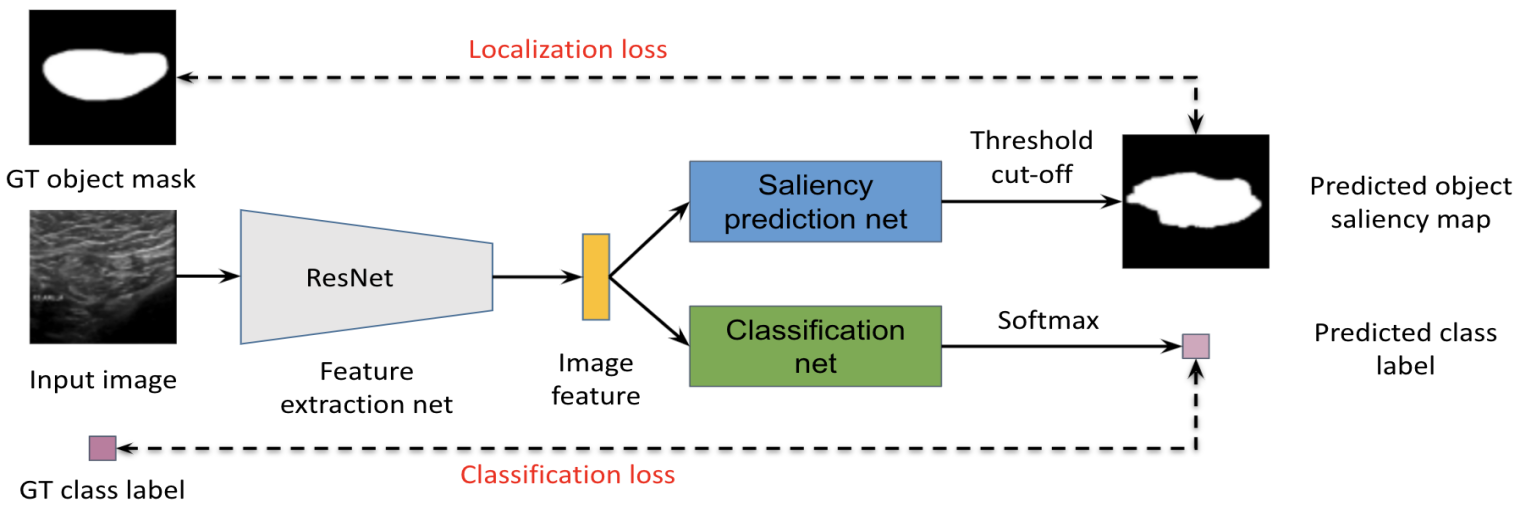 Localization loss
GT object mask
Input image
ResNet
Feature
extraction net
Image
feature
Saliency
prediction net
Threshold
cut-off
Predicted object
saliency map
Classification
net
Softmax
Predicted class
label
GT class label
Classification loss